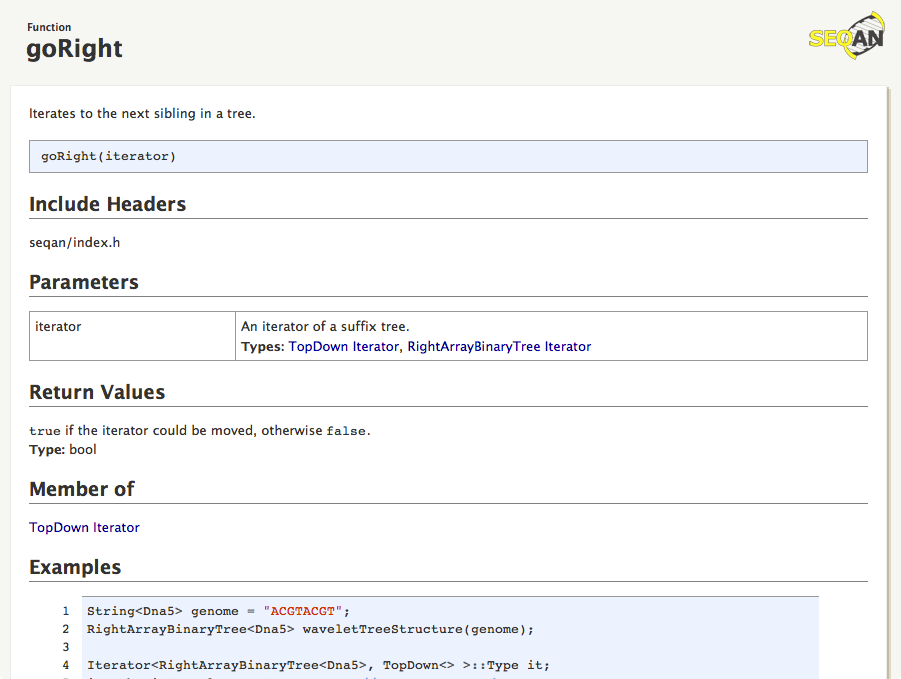 Function
goRight
SEQAN
Iterates to the next sibling in a tree.
goRight(iterator)
Include Headers
seqan/index.h
Parameters
iterator
An iterator of a suffix tree.
Types: TopDown Iterator, RightArrayBinaryTree Iterator
Return Values
true if the iterator could be moved, otherwise false.
Type: bool
Member of
TopDown Iterator
Examples
1 String<Dna5> genome = "ACGTACGT";
2 RightArrayBinaryTree<Dna5> waveletTreeStructure(genome);
3
4 Iterator<RightArrayBinaryTree<Dna5>, TopDown<> >::Type it;